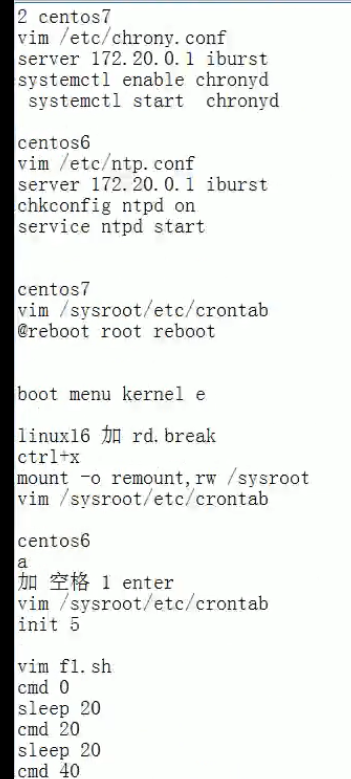 2 centos7
vim /etc/chrony.conf
server 172.20.0.1 iburst
systemctl enable chronyd
 systemctl start  chronyd

centos6
vim /etc/ntp.conf
server 172.20.0.1 iburst
chkconfig ntpd on
service ntpd start


centos7
vim /sysroot/etc/crontab
@reboot root reboot


boot menu kernel e

linux16 加 rd.break
ctrl+x
mount -o remount,rw /sysroot
vim /sysroot/etc/crontab

centos6
a
加 空格 1 enter
vim /sysroot/etc/crontab
init 5

vim f1.sh
cmd 0
sleep 20
cmd 20
sleep 20
cmd 40